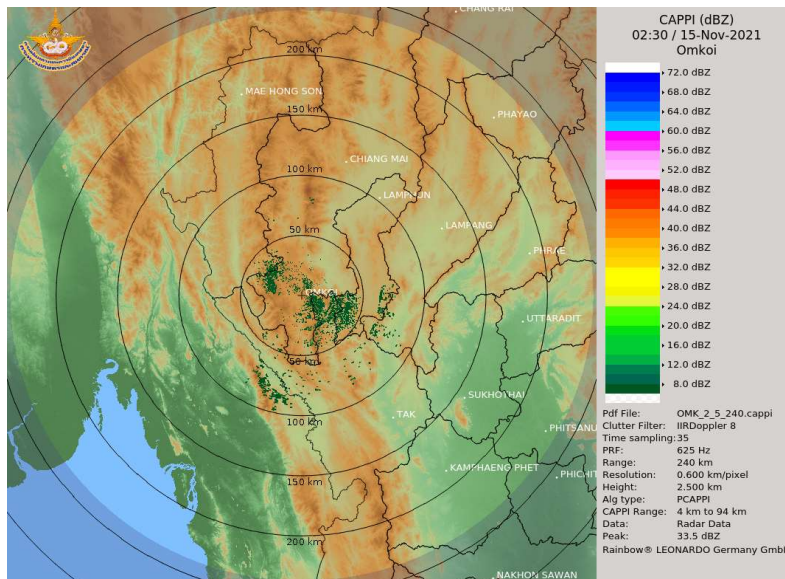 CHANG RAI
200 km
MAE HONG SON
150 km
PHAYAO
CHIANG MAI
100 km
LAMPHUN
LAMPANG
50 km
PHRAE
OMKOI
UTTARADIT
50 km
SUKHOTHAI
TAK
100 km
PHITSANU
KAMPHAENG PHET
PHICHIT
150 km
200 km
NAKHON SAWAN
CAPPI (dBZ)
02:30 / 15-Nov-2021
Omkoi
72.0 dBZ
68.0 dBZ
64.0 dBZ
60.0 dBZ
56.0 dBZ
52.0 dBZ
48.0 dBZ
44.0 dBZ
40.0 dBZ
36.0 dBZ
32.0 dBZ
28.0 dBZ
24.0 dBZ
20.0 dBZ
16.0 dBZ
12.0 dBZ
8.0 dBZ
Pdf File: OMK_2_5_240.cappi
Clutter Filter: IIRDoppler 8
Time sampling:35
PRF: 625 Hz
Range: 240 km
Resolution: 0.600 km/pixel
Height: 2.500 km
Alg type: PCAPPI
CAPPI Range: 4 km to 94 km
Data: Radar Data
Peak: 33.5 dBZ
Rainbow® LEONARDO Germany GmbH